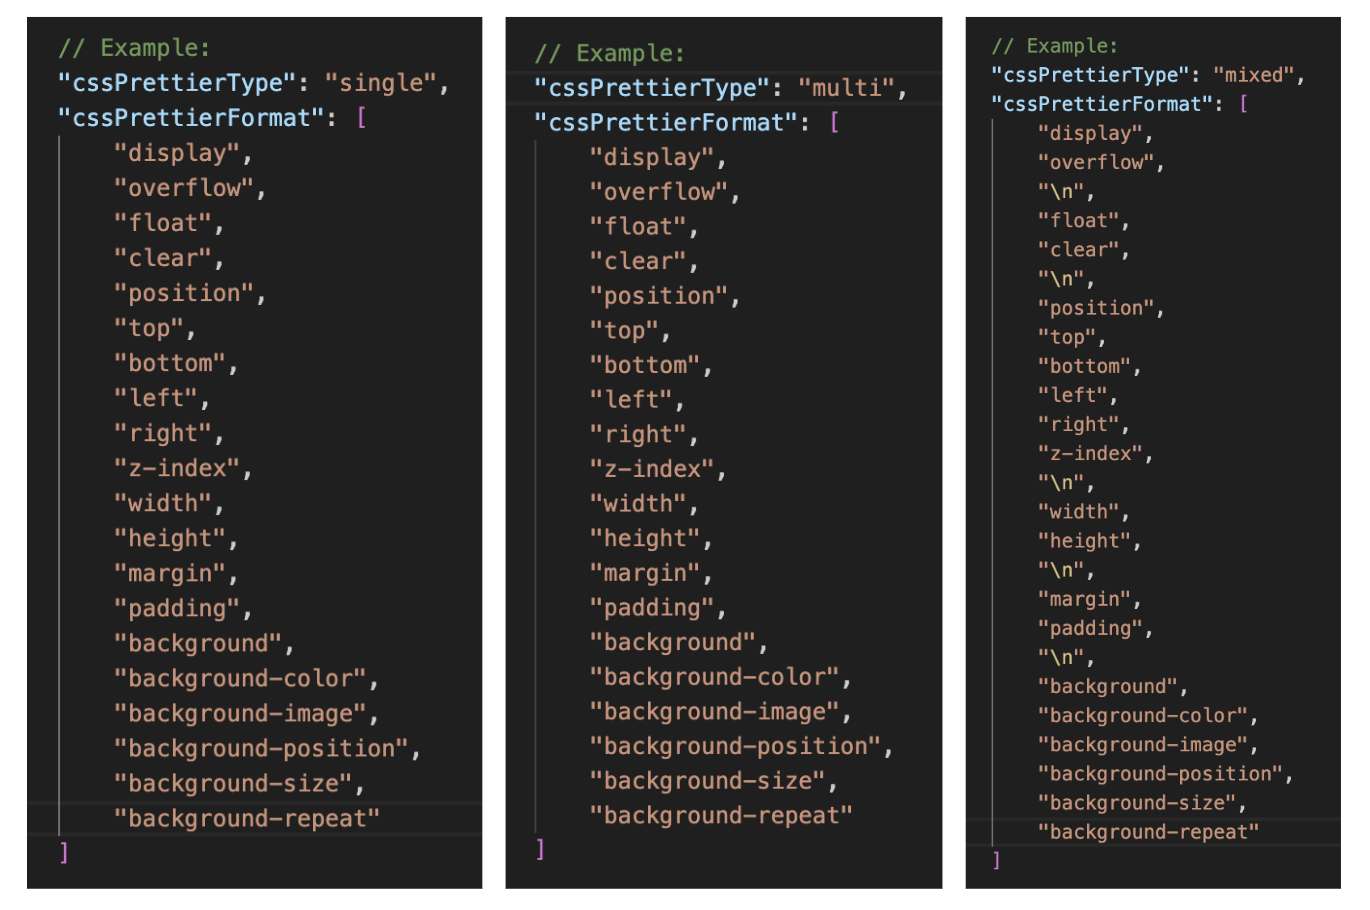 // Example:
"cssPrettierType": "single",
"cssPrettierFormat": [
"display",
"overflow",
"float",
"clear",
"position",
"top",
"bottom",
"left",
"right",
"z-index",
"width",
"height",
"margin",
"padding",
"background",
"background-color",
"background-image",
"background-position",
"background-size",
"background-repeat"
]
// Example:
"cssPrettierType": "multi",
"cssPrettierFormat": [
"display",
"overflow",
"float",
"clear",
"position",
"top",
"bottom",
"left",
"right",
"z-index",
"width",
"height",
"margin",
"padding",
"background",
"background-color",
"background-image",
"background-position",
"background-size",
"background-repeat"
]
// Example:
"cssPrettierType": "mixed",
"cssPrettierFormat": [
"display",
"overflow",
"\n",
"float",
"clear",
"\n",
"position",
"top",
"bottom",
"left",
"right",
"z-index",
"\n",
"width",
"height",
"\n",
"margin",
"padding",
"\n",
"background",
"background-color",
"background-image",
"background-position",
"background-size",
"background-repeat"
]